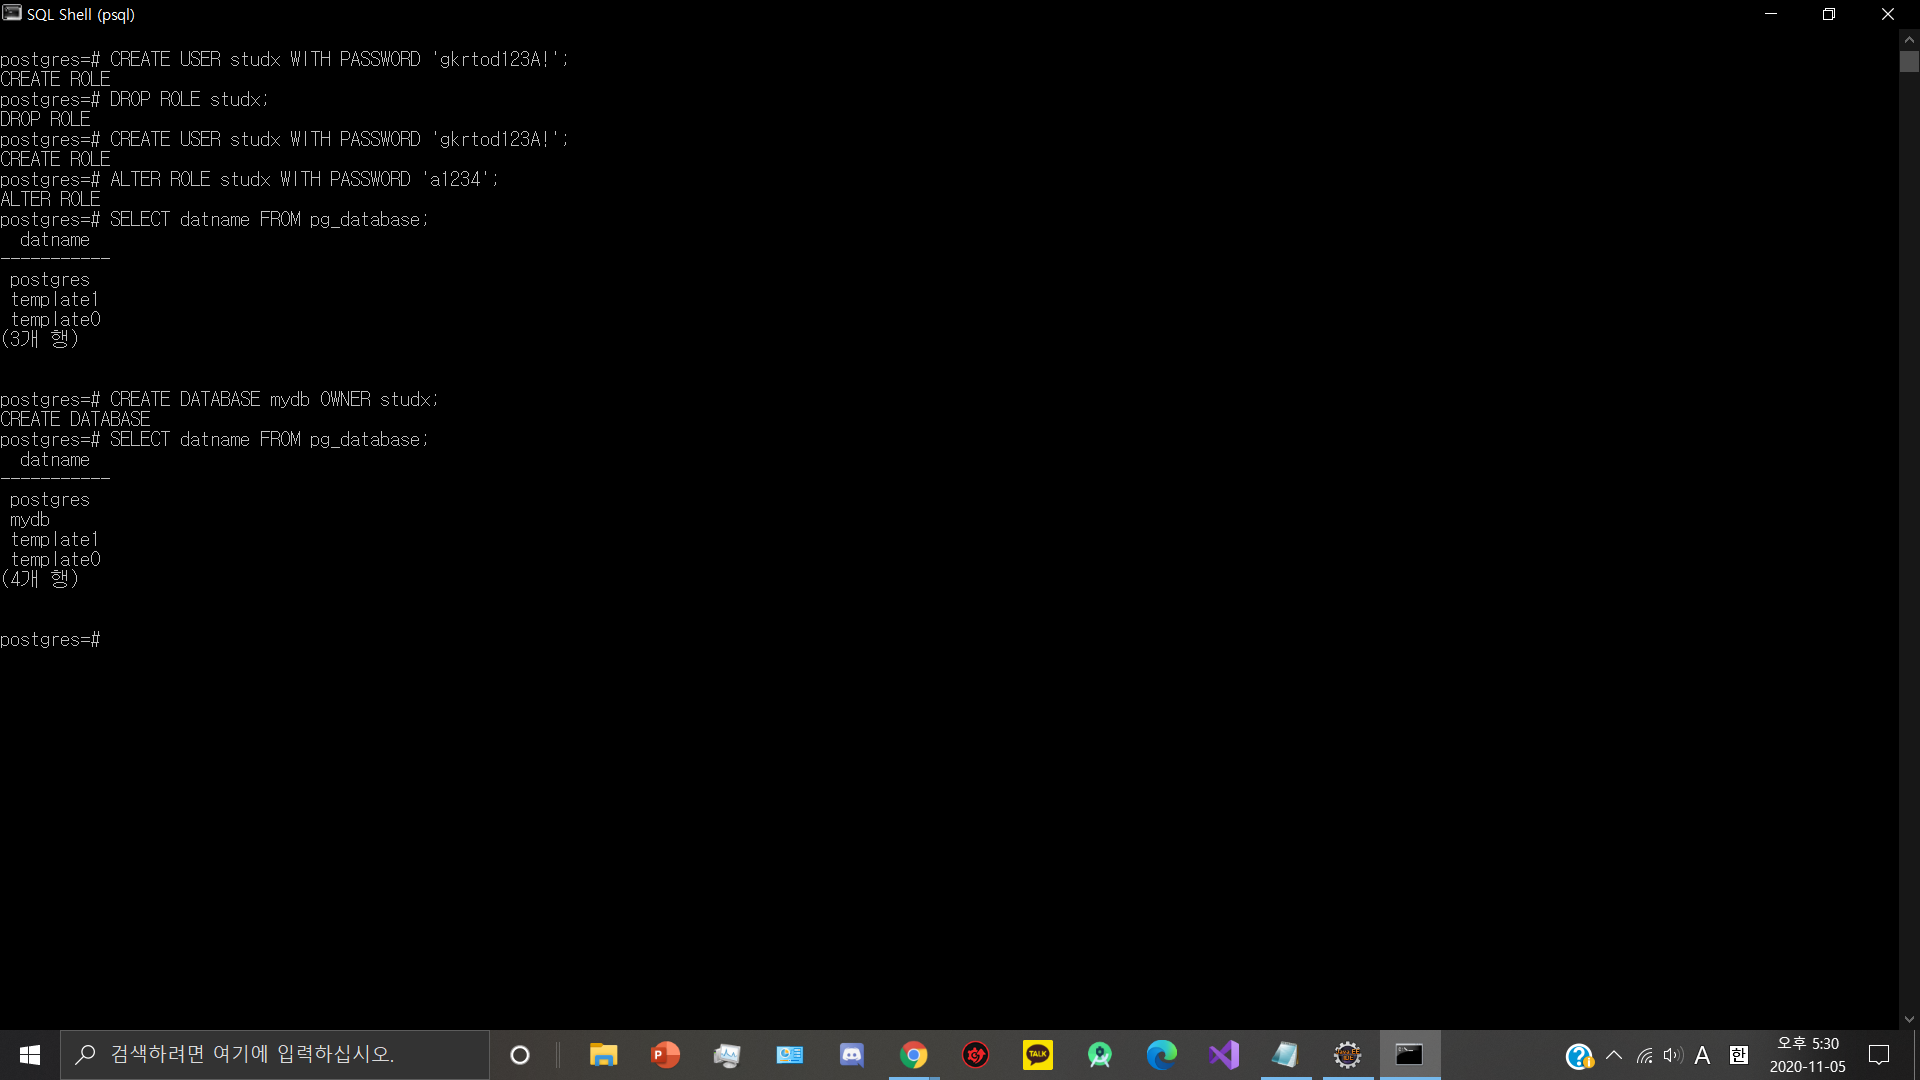 SQL Shell (psql)
postgres=# CREATE USER studx WITH PASSWORD 'gkrtod123A!';
CREATE ROLE
postgres=# DROP ROLE studx;
DROP ROLE
postgres=# CREATE USER studx WITH PASSWORD 'gkrtod123A!';
CREATE ROLE
postgres=# ALTER ROLE studx WITH PASSWORD 'a1234';
ALTER ROLE
postgres=# SELECT datname FROM pg_database;
datname
-----------
postgres
template1
template0
(3개 행)
postgres=# CREATE DATABASE mydb OWNER studx;
CREATE DATABASE
postgres=# SELECT datname FROM pg_database;
datname
-----------
postgres
mydb
template1
template0
(4개 행)
postgres=#
검색하려면 여기에 입력하십시오.
P
TALK
A
한
오후 5:30
2020-11-05